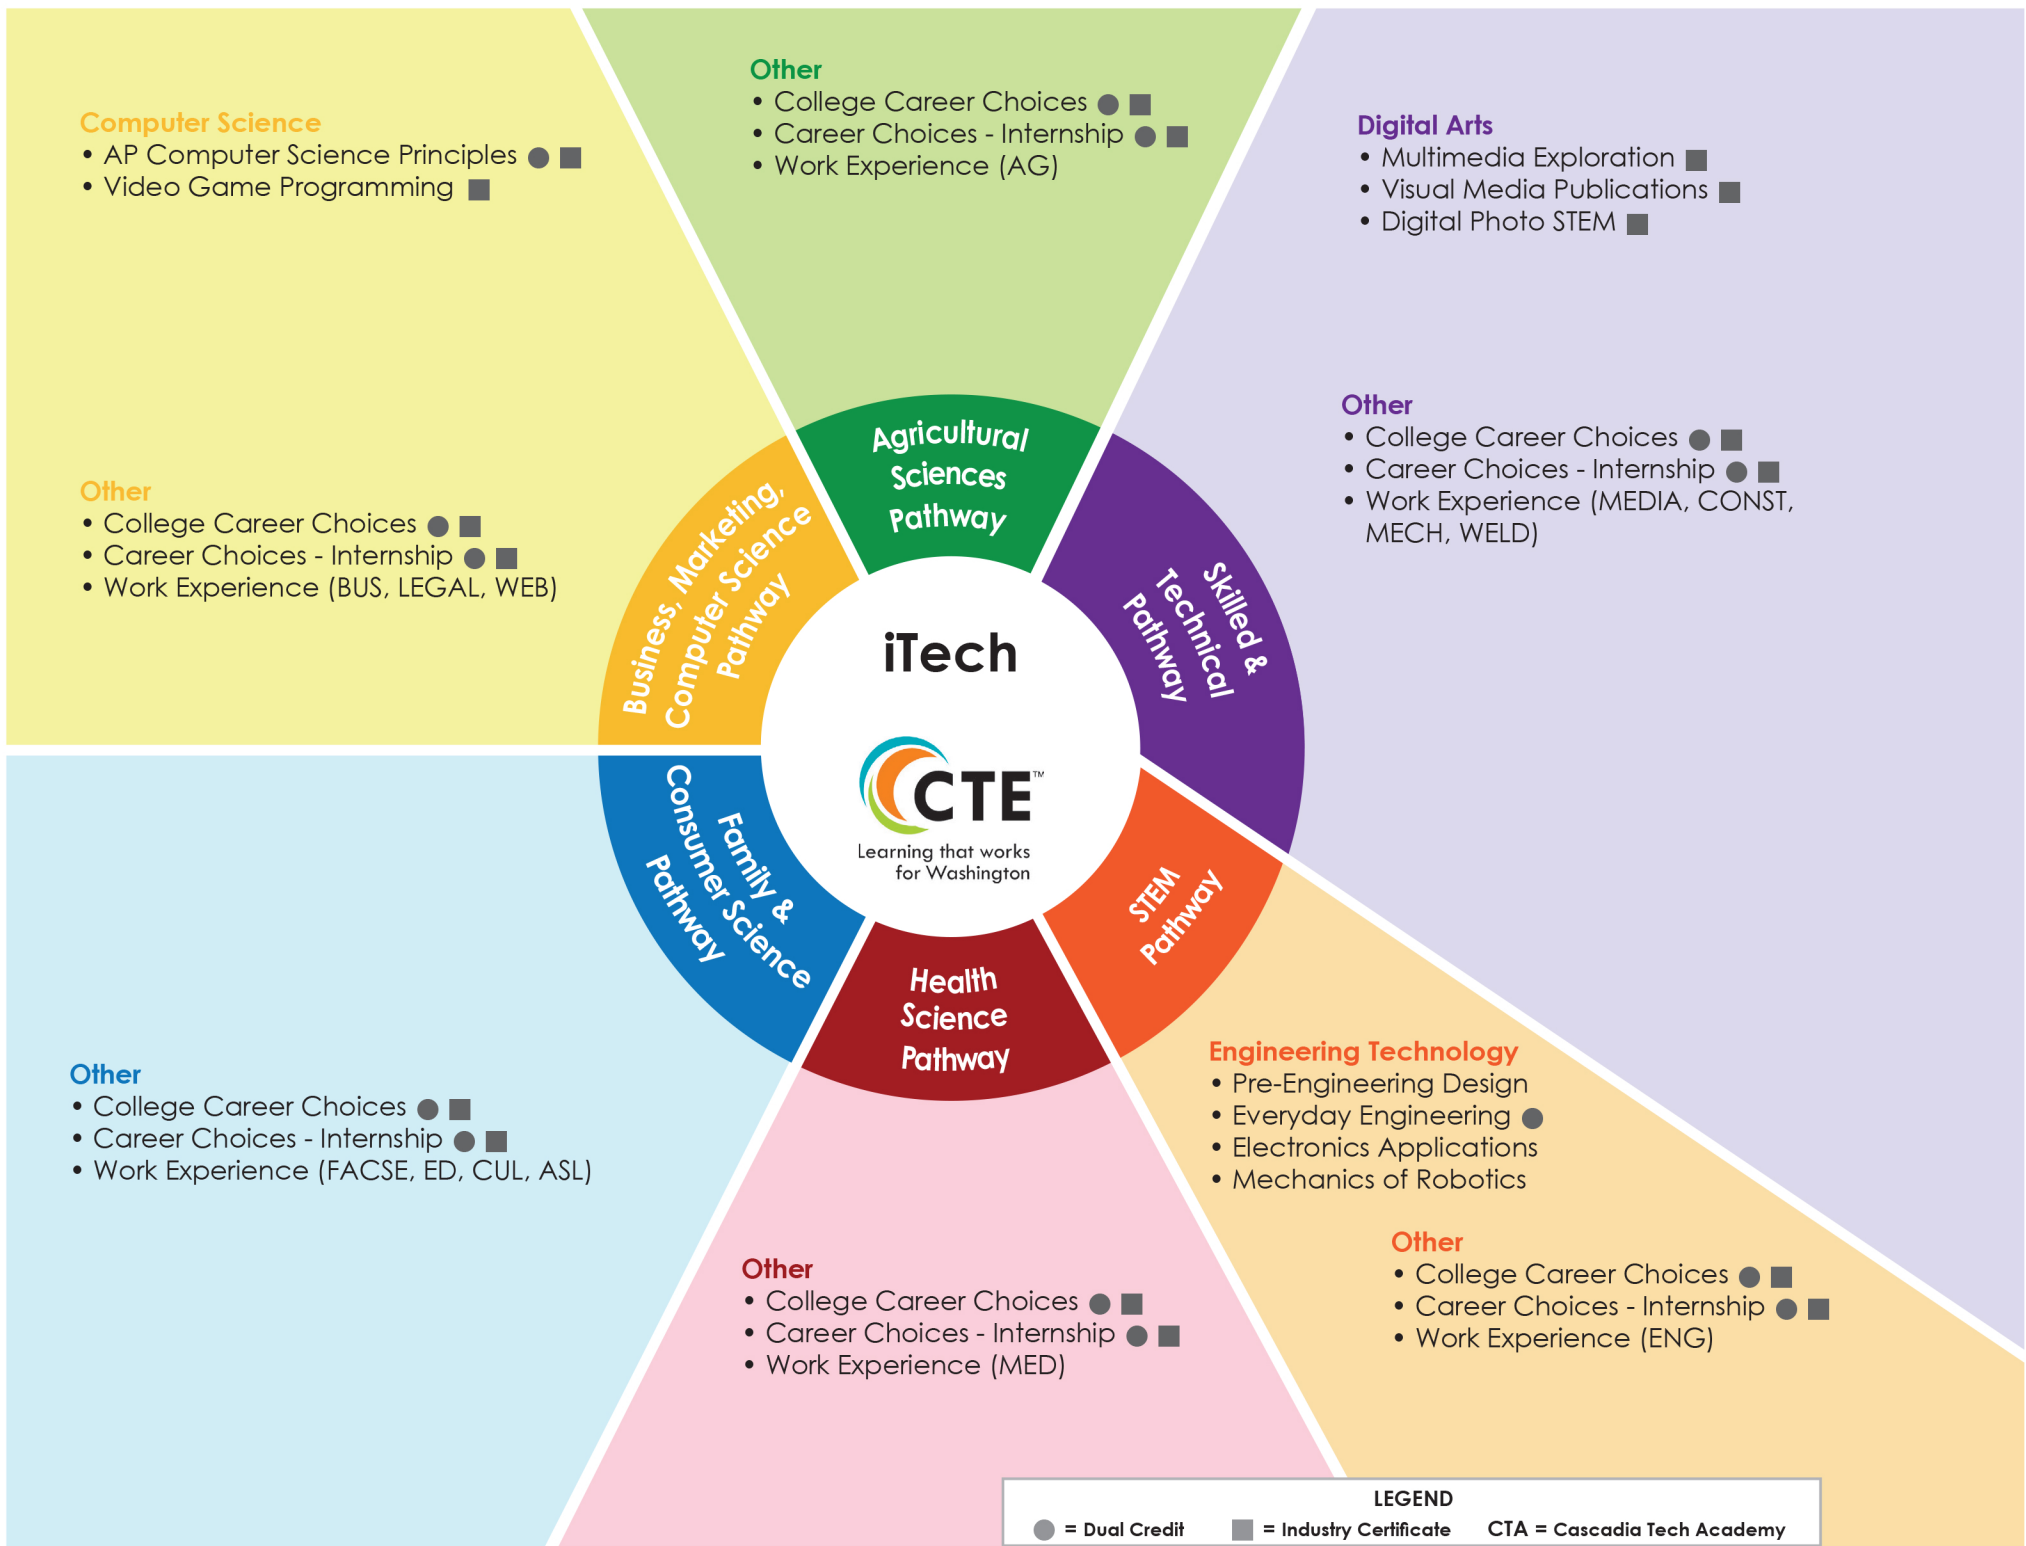 Computer Science
• AP Computer Science Principles
• Video Game Programming
Other
• College Career Choices
• Career Choices - Internship
• Work Experience (BUS, LEGAL, WEB)
Other
• College Career Choices
• Career Choices - Internship
• Work Experience (AG)
Digital Arts
• Multimedia Exploration
• Visual Media Publications
• Digital Photo STEM
Other
• College Career Choices
• Career Choices - Internship
• Work Experience (MEDIA, CONST,
MECH, WELD)
Business, Marketing,
Computer Science
Pathway
Agricultural
Sciences
Pathway
Skilled &
Technical
Pathway
iTech
CTE™
Learning that works
for Washington
Family &
Consumer Science
Pathway
Health
Science
Pathway
STEM
Pathway
Other
• College Career Choices
• Career Choices - Internship
• Work Experience (FACSE, ED, CUL, ASL)
Other
• College Career Choices
• Career Choices - Internship
• Work Experience (MED)
Engineering Technology
• Pre-Engineering Design
• Everyday Engineering
• Electronics Applications
• Mechanics of Robotics
Other
• College Career Choices
• Career Choices - Internship
• Work Experience (ENG)
LEGEND
= Dual Credit = Industry Certificate CTA = Cascadia Tech Academy